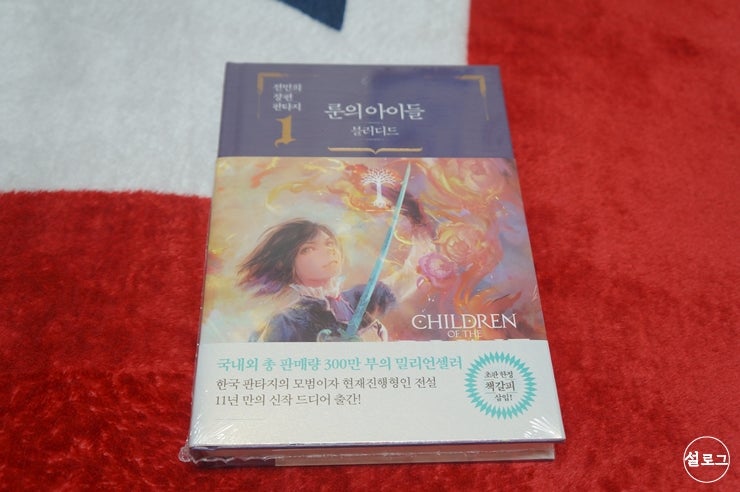 전민희
장편
판타지
1
룬의 아이들
블러디드
CHILDREN
OF THE
국내외 총 판매량 300만 부의 밀리언셀러
한국 판타지의 모범이자 현재진행형인 전설
11년 만의 신작 드디어 출간!
초판 한정
책갈피
삽입!
설로그